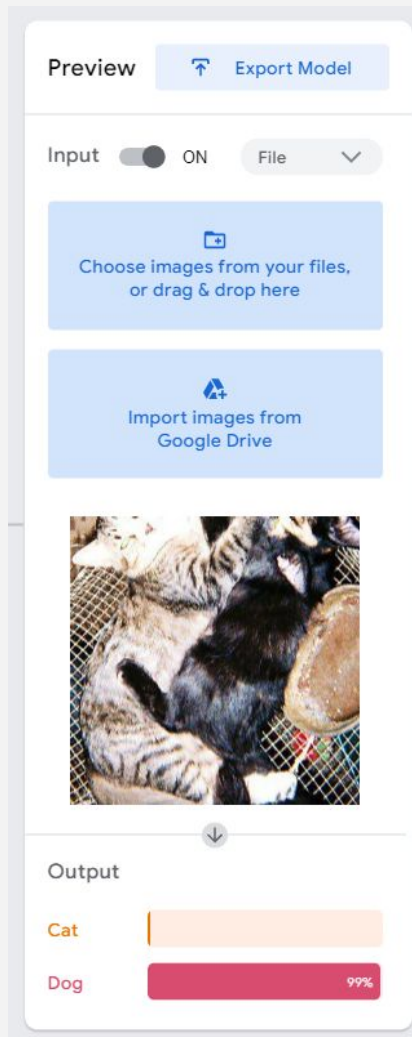 Preview
Export Model
Input
ON
File
Choose images from your files,
or drag & drop here
Import images from
Google Drive
Output
Cat
Dog
99%